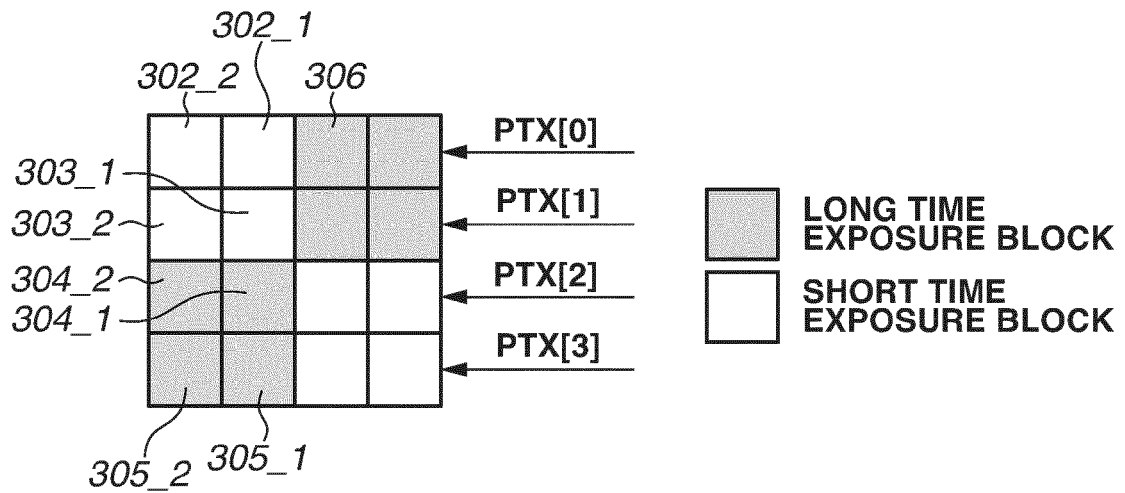 302_1
302_2
306
PTX[0]
303_1
PTX[1]
303_2
LONG TIME
EXPOSURE BLOCK
304_2
PTX[2]
304_1
SHORT TIME
EXPOSURE BLOCK
PTX[3]
305_2
305_1